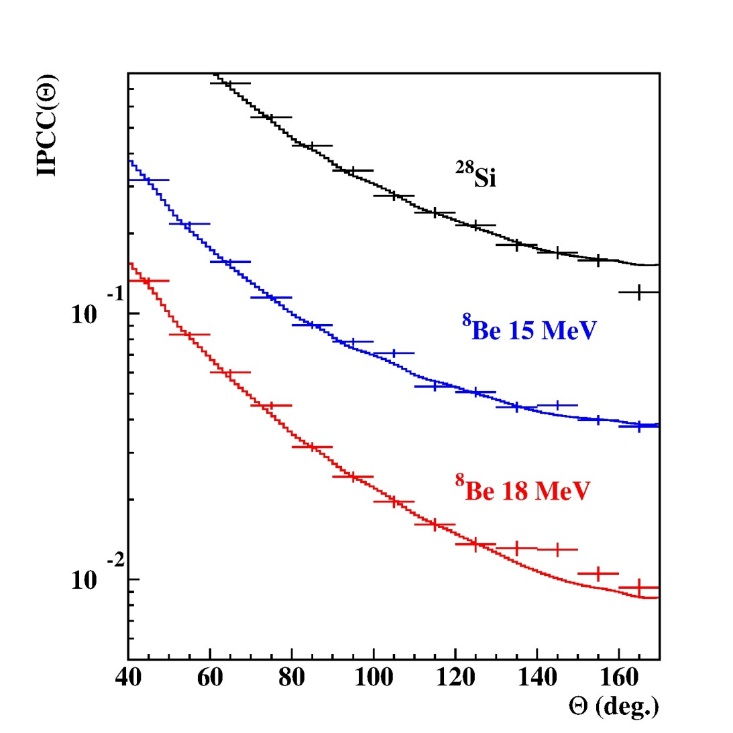 IPCC(Θ)
²⁸Si
10⁻¹
⁸Be 15 MeV
⁸Be 18 MeV
10⁻²
40 60 80 100 120 140 160
Θ (deg.)